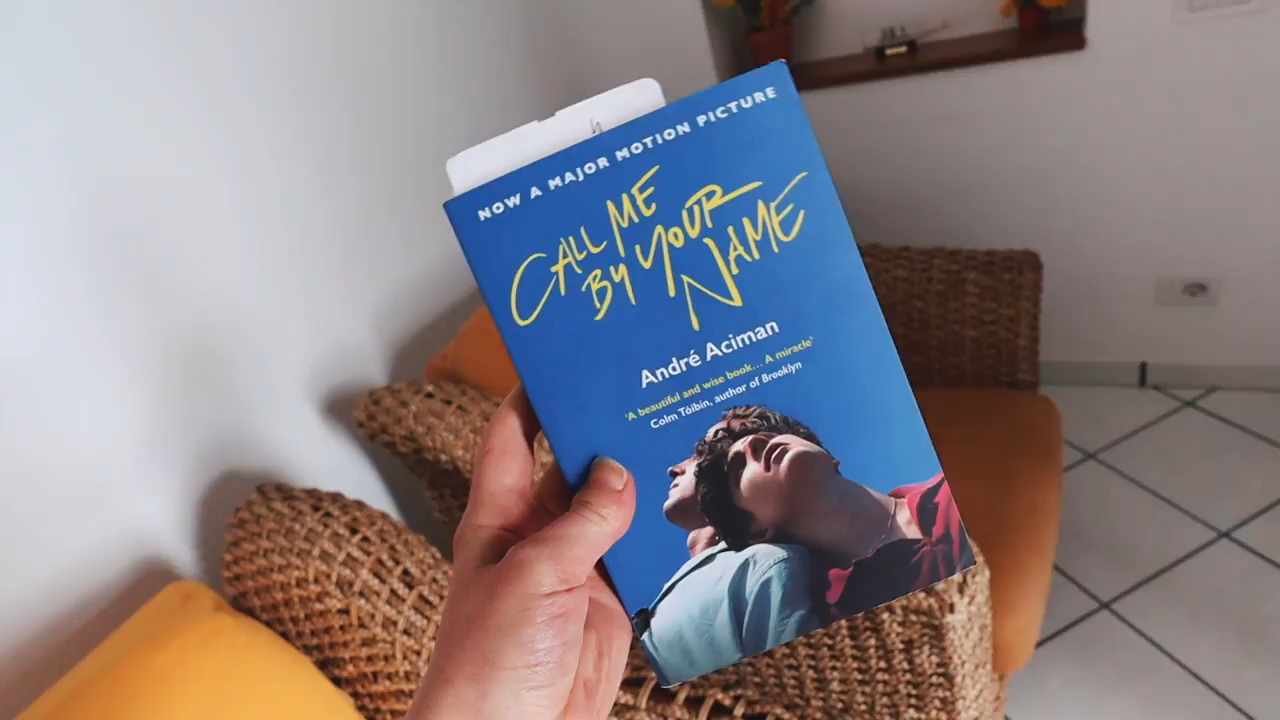 NOW A MAJOR MOTION PICTURE
CALL ME
BY YOUR
NAME
André Aciman
'A beautiful and wise book... A miracle'
Colm Tóibín, author of Brooklyn